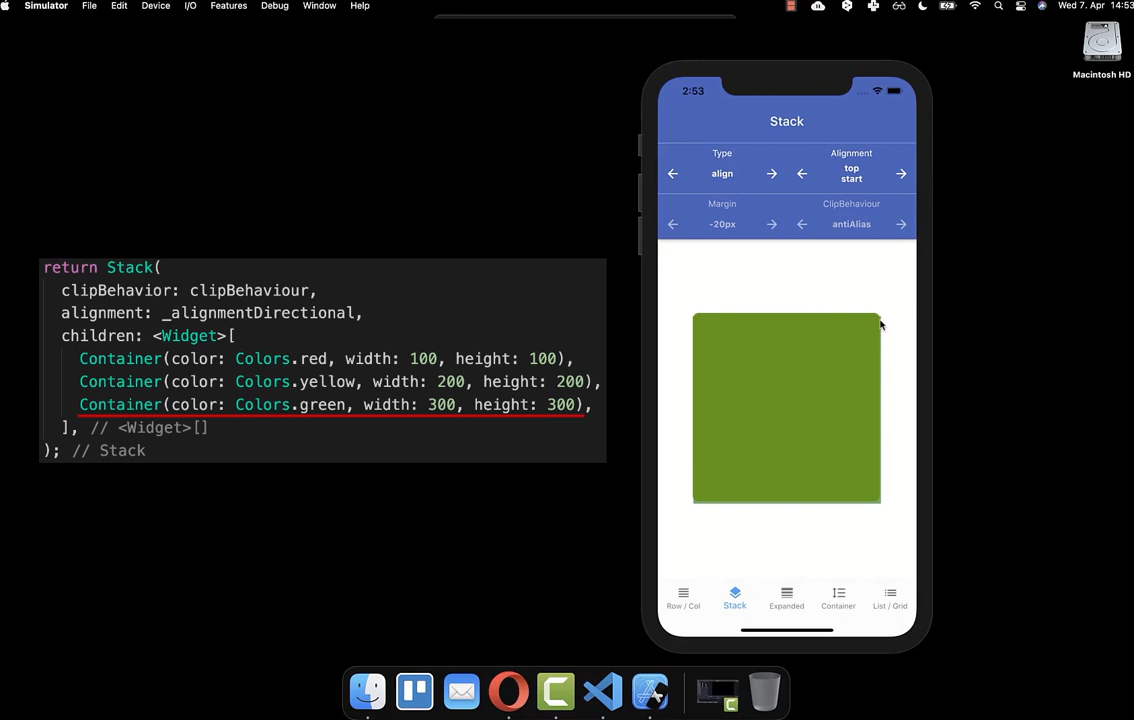 Simulator File Edit Device I/O Features Debug Window Help
Wed 7. Apr 14:53
Macintosh HD
2:53
Stack
Type
align
Alignment
top
start
Margin
-20px
ClipBehaviour
antiAlias
return Stack(
clipBehavior: clipBehaviour,
alignment: _alignmentDirectional,
children: <Widget>[
Container(color: Colors.red, width: 100, height: 100),
Container(color: Colors.yellow, width: 200, height: 200),
Container(color: Colors.green, width: 300, height: 300),
], // <Widget>[]
); // Stack
Row / Col Stack Expanded Container List / Grid